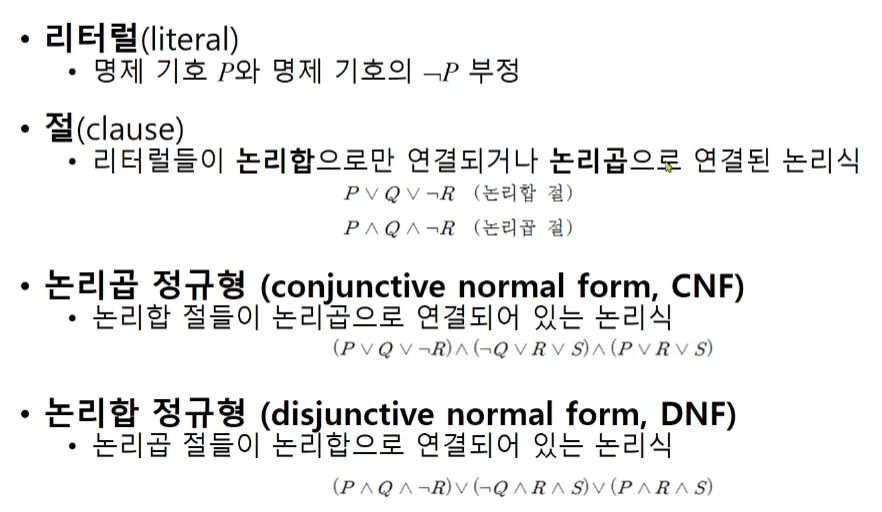 • 리터럴(literal)
• 명제 기호 P와 명제 기호의 ¬P 부정
• 절(clause)
• 리터럴들이 논리합으로만 연결되거나 논리곱으로 연결된 논리식
P ∨ Q ∨ ¬R (논리합 절)
P ∧ Q ∧ ¬R (논리곱 절)
• 논리곱 정규형 (conjunctive normal form, CNF)
• 논리합 절들이 논리곱으로 연결되어 있는 논리식
(P ∨ Q ∨ ¬R) ∧ (¬Q ∨ R ∨ S) ∧ (P ∨ R ∨ S)
• 논리합 정규형 (disjunctive normal form, DNF)
• 논리곱 절들이 논리합으로 연결되어 있는 논리식
(P ∧ Q ∧ ¬R) ∨ (¬Q ∧ R ∧ S) ∨ (P ∧ R ∧ S)